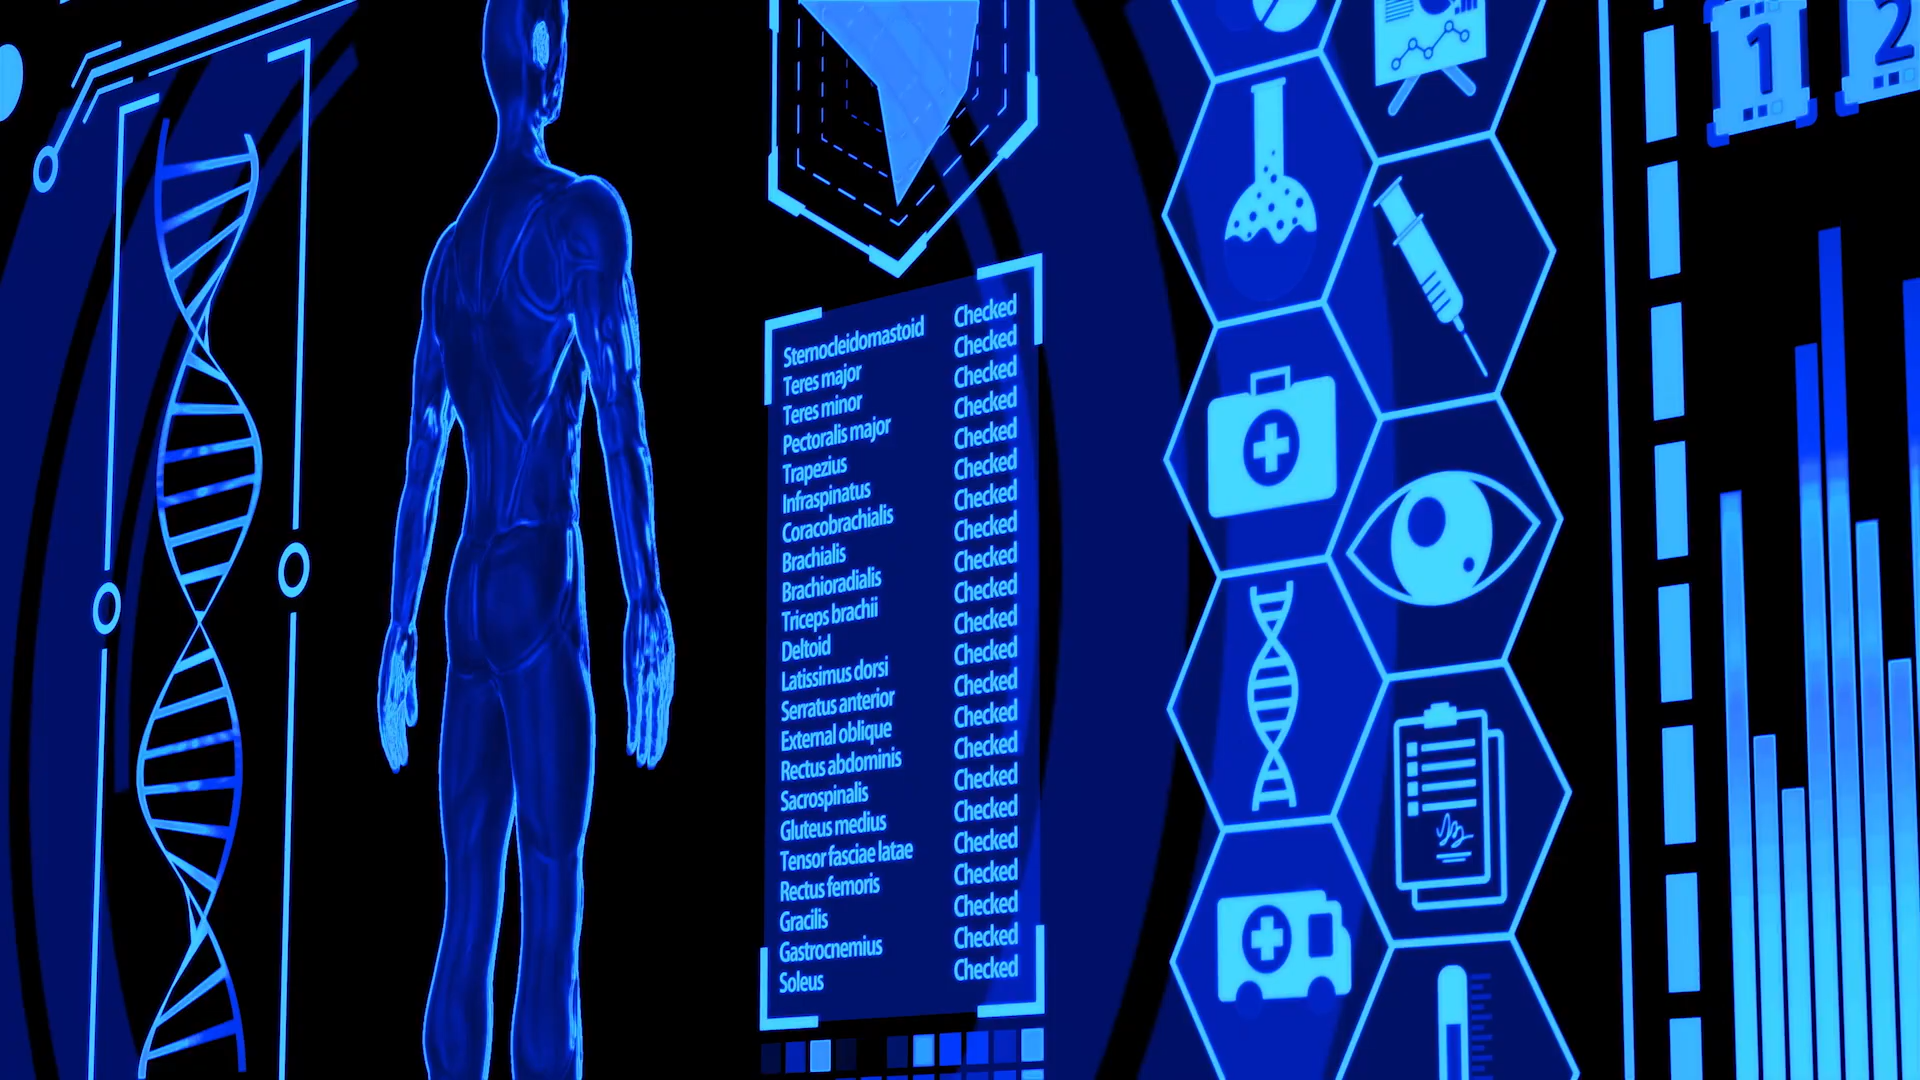 1
2
Sternocleidomastoid Checked
Teres major Checked
Teres minor Checked
Pectoralis major Checked
Trapezius Checked
Infraspinatus Checked
Coracobrachialis Checked
Brachialis Checked
Brachioradialis Checked
Triceps brachii Checked
Deltoid Checked
Latissimus dorsi Checked
Serratus anterior Checked
External oblique Checked
Rectus abdominis Checked
Sacrospinalis Checked
Gluteus medius Checked
Tensor fasciae latae Checked
Rectus femoris Checked
Gracilis Checked
Gastrocnemius Checked
Soleus Checked